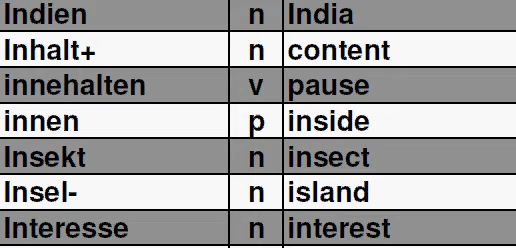 Indien n India
Inhalt+ n content
innehalten v pause
innen p inside
Insekt n insect
Insel- n island
Interesse n interest